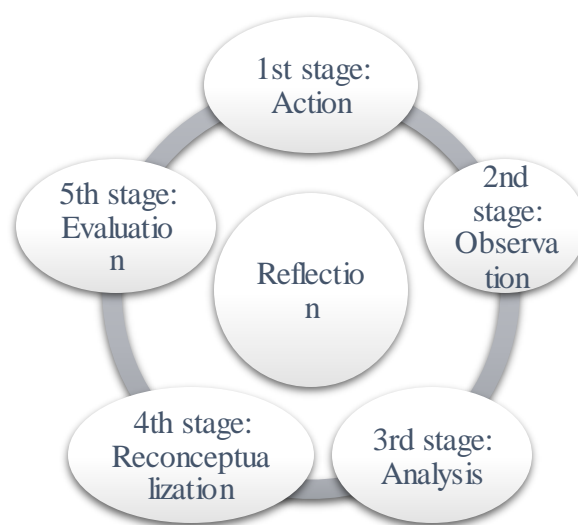 1st stage:
Action
2nd
stage:
Observa
tion
3rd stage:
Analysis
4th stage:
Reconceptua
lization
5th stage:
Evaluatio
n
Reflectio
n